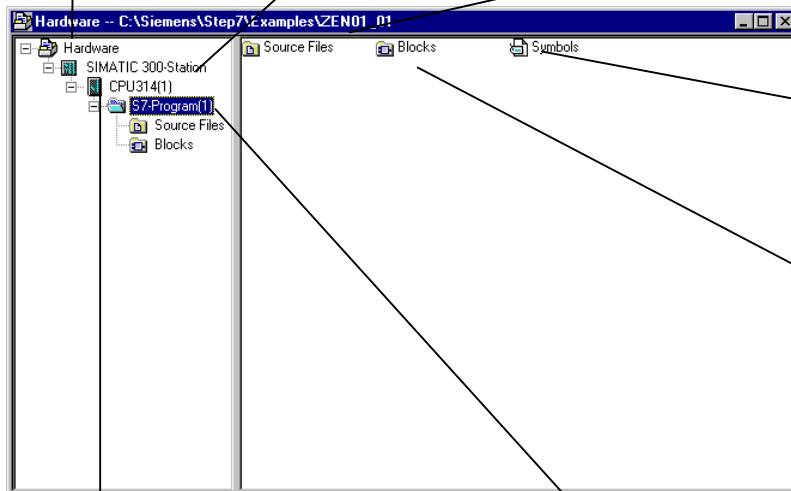 Hardware -- C:\Siemens\Step7\Examples\ZEN01_01
Hardware
SIMATIC 300-Station
CPU314(1)
S7-Program(1)
Source Files
Blocks
Source Files Blocks Symbols